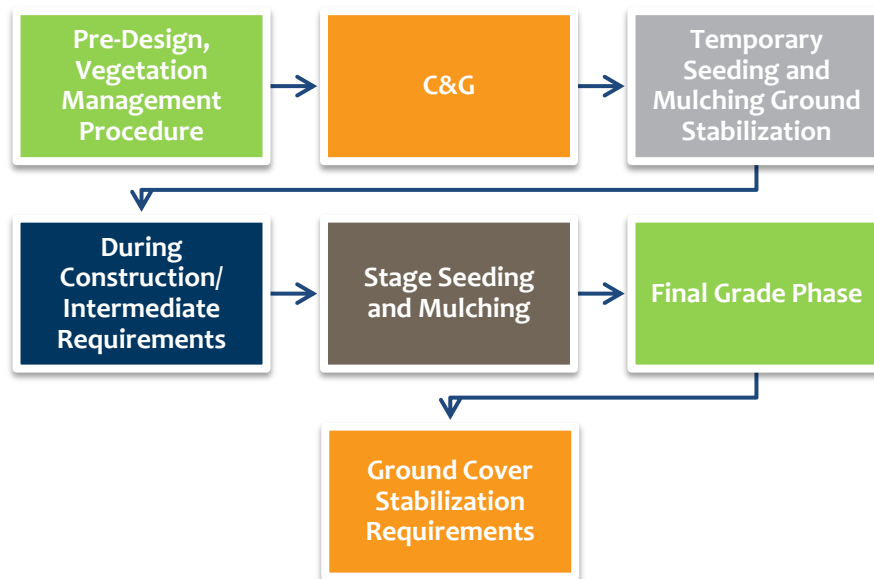 Pre-Design,
Vegetation
Management
Procedure
C&G
Temporary
Seeding and
Mulching Ground
Stabilization
During
Construction/
Intermediate
Requirements
Stage Seeding
and Mulching
Final Grade Phase
Ground Cover
Stabilization
Requirements